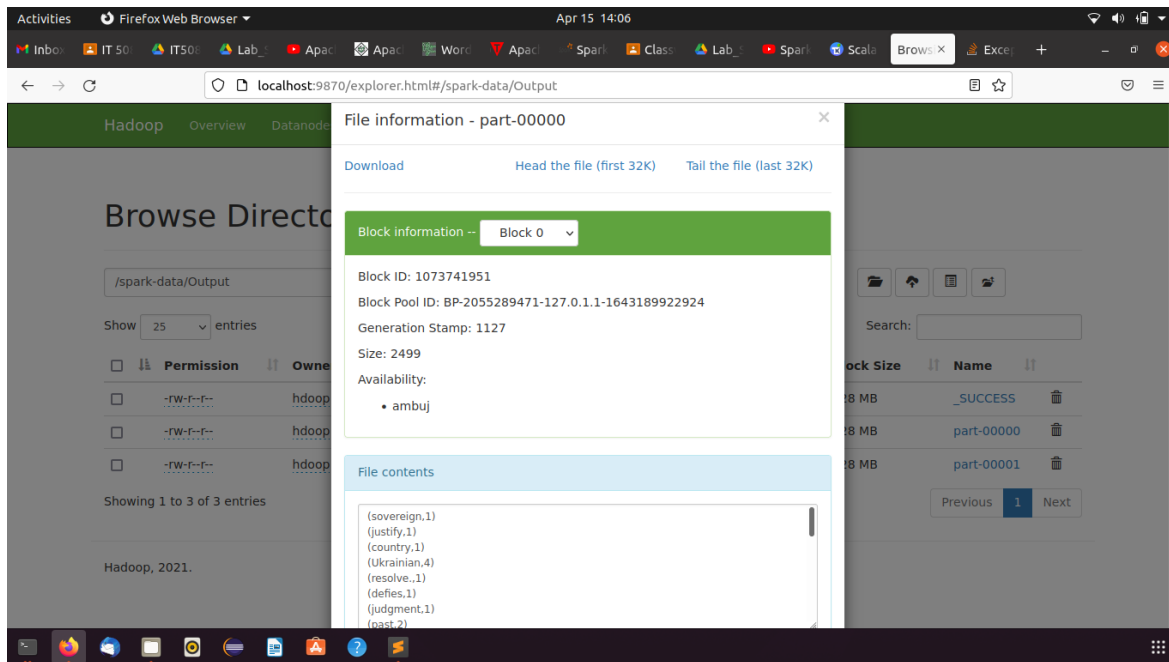 Activities Firefox Web Browser Apr 15 14:06
Inbox IT 50 IT508 Lab_S Apac Apac Word Apac Spark Class Lab_S Spark Scala Brows × Excep +
localhost:9870/explorer.html#/spark-data/Output
Hadoop Overview Datanode
File information - part-00000 ×
Download Head the file (first 32K) Tail the file (last 32K)
Browse Directo
Block information -- Block 0
/spark-data/Output
Block ID: 1073741951
Block Pool ID: BP-2055289471-127.0.1.1-1643189922924
Show 25 entries
Generation Stamp: 1127
Search:
Size: 2499
Permission Owne
ock Size Name
Availability:
-rw-r--r-- hdoop
28 MB _SUCCESS
• ambuj
-rw-r--r-- hdoop
28 MB part-00000
-rw-r--r-- hdoop
28 MB part-00001
File contents
Showing 1 to 3 of 3 entries
Previous 1 Next
(sovereign,1)
(justify,1)
(country,1)
(Ukrainian,4)
(resolve.,1)
(defies,1)
(judgment,1)
(past,2)
Hadoop, 2021.